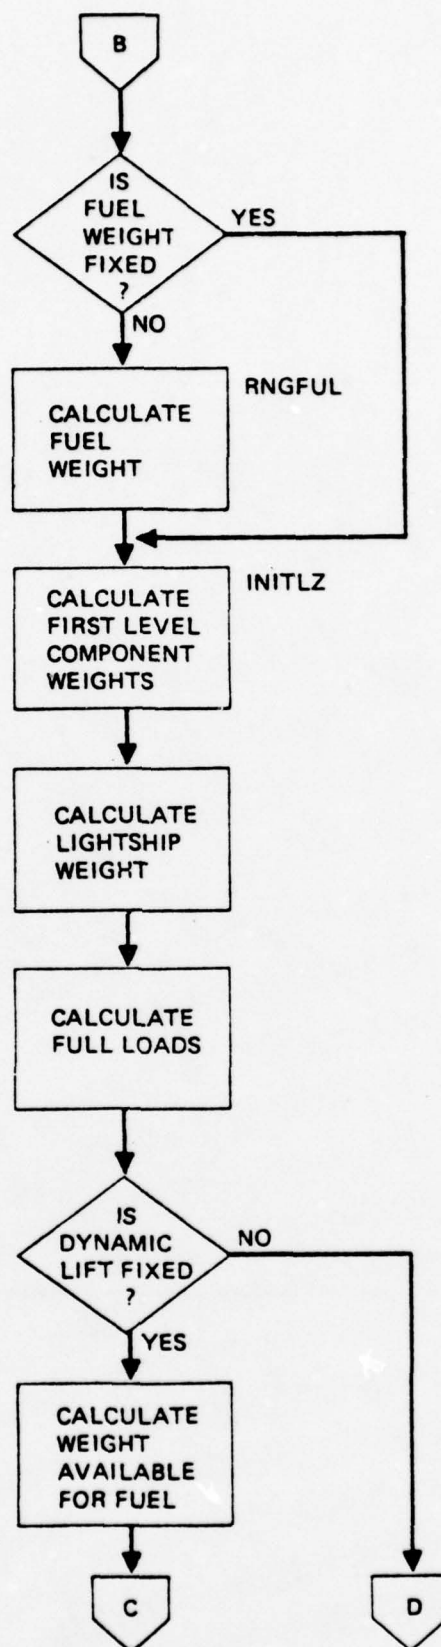 B
IS
FUEL
WEIGHT
FIXED
?
YES
NO
RNGFUL
CALCULATE
FUEL
WEIGHT
INITLZ
CALCULATE
FIRST LEVEL
COMPONENT
WEIGHTS
CALCULATE
LIGHTSHIP
WEIGHT
CALCULATE
FULL LOADS
IS
DYNAMIC
LIFT FIXED
?
NO
YES
CALCULATE
WEIGHT
AVAILABLE
FOR FUEL
C
D